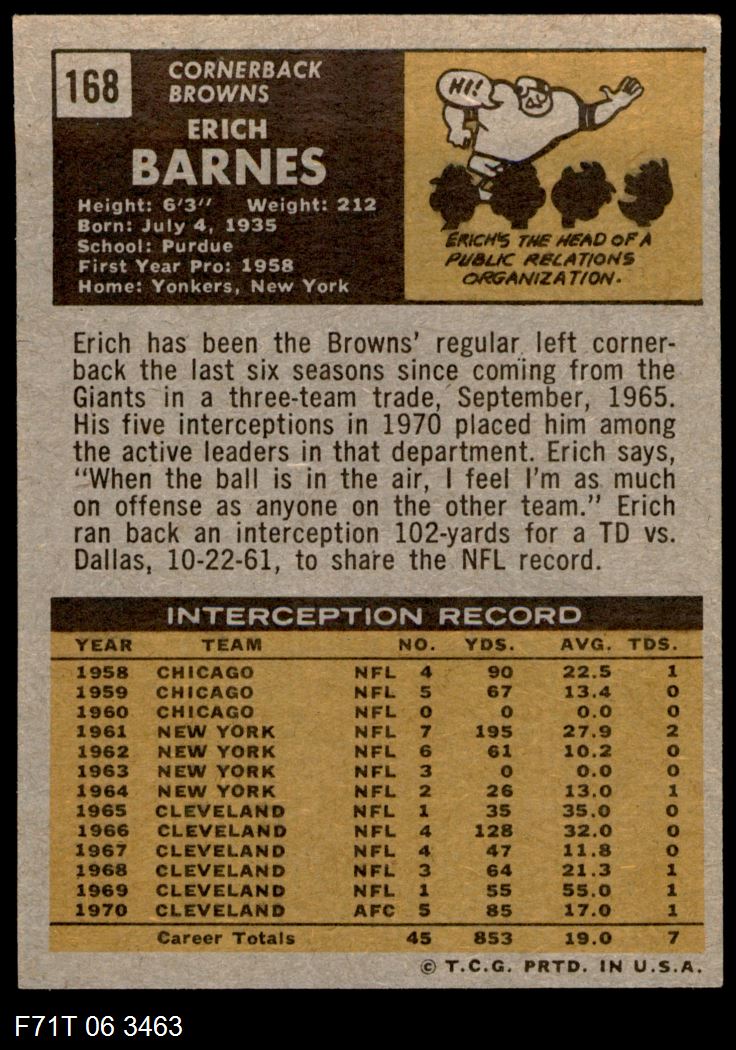 168
CORNERBACK
BROWNS
ERICH
BARNES
Height: 6'3" Weight: 212
Born: July 4, 1935
School: Purdue
First Year Pro: 1958
Home: Yonkers, New York
HI!
ERICH'S THE HEAD OF A
PUBLIC RELATIONS
ORGANIZATION.
Erich has been the Browns' regular left corner-
back the last six seasons since coming from the
Giants in a three-team trade, September, 1965.
His five interceptions in 1970 placed him among
the active leaders in that department. Erich says,
"When the ball is in the air, I feel I'm as much
on offense as anyone on the other team." Erich
ran back an interception 102-yards for a TD vs.
Dallas, 10-22-61, to share the NFL record.
INTERCEPTION RECORD
YEAR TEAM NO. YDS. AVG. TDS.
1958 CHICAGO NFL 4 90 22.5 1
1959 CHICAGO NFL 5 67 13.4 0
1960 CHICAGO NFL 0 0 0.0 0
1961 NEW YORK NFL 7 195 27.9 2
1962 NEW YORK NFL 6 61 10.2 0
1963 NEW YORK NFL 3 0 0.0 0
1964 NEW YORK NFL 2 26 13.0 1
1965 CLEVELAND NFL 1 35 35.0 0
1966 CLEVELAND NFL 4 128 32.0 0
1967 CLEVELAND NFL 4 47 11.8 0
1968 CLEVELAND NFL 3 64 21.3 1
1969 CLEVELAND NFL 1 55 55.0 1
1970 CLEVELAND AFC 5 85 17.0 1
Career Totals 45 853 19.0 7
© T.C.G. PRTD. IN U.S.A.
F71T 06 3463